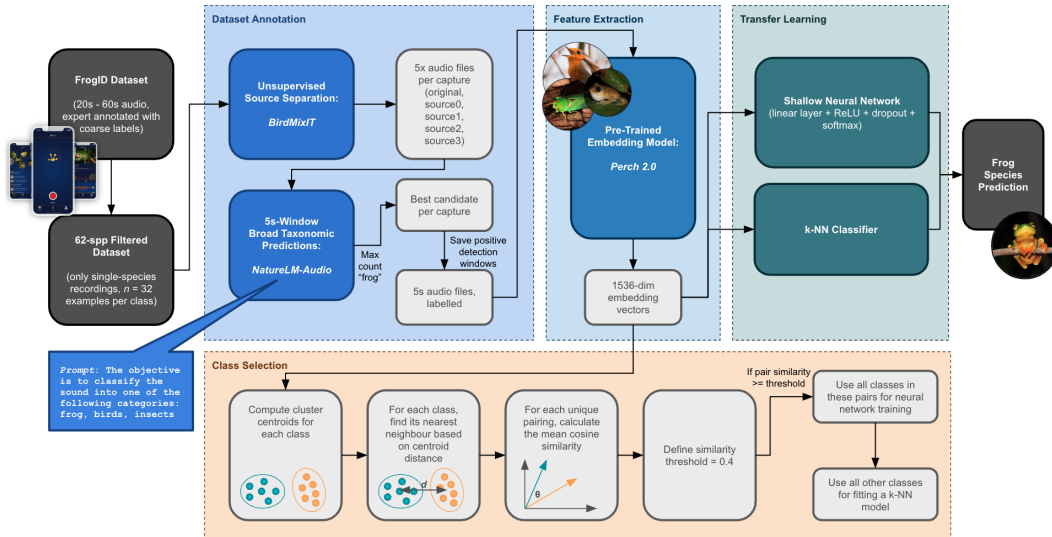 Dataset Annotation
Feature Extraction
Transfer Learning
FrogID Dataset
(20s - 60s audio,
expert annotated with
coarse labels)
62-spp Filtered
Dataset
(only single-species
recordings, n = 32
examples per class)
Unsupervised
Source Separation:
BirdMixIT
5x audio files
per capture
(original,
source0,
source1,
source2,
source3)
5s-Window
Broad Taxonomic
Predictions:
NatureLM-Audio
Max
count
"frog"
Best candidate
per capture
Save positive
detection
windows
5s audio files,
labelled
Prompt: The objective
is to classify the
sound into one of the
following categories:
frog, birds, insects
Pre-Trained
Embedding Model:
Perch 2.0
1536-dim
embedding
vectors
Shallow Neural Network
(linear layer + ReLU + dropout +
softmax)
k-NN Classifier
Frog
Species
Prediction
Class Selection
Compute cluster
centroids for
each class
For each class,
find its nearest
neighbour based
on centroid
distance
d
For each unique
pairing, calculate
the mean cosine
similarity
θ
Define similarity
threshold = 0.4
If pair similarity
>= threshold
Use all classes in
these pairs for neural
network training
Use all other classes
for fitting a k-NN
model